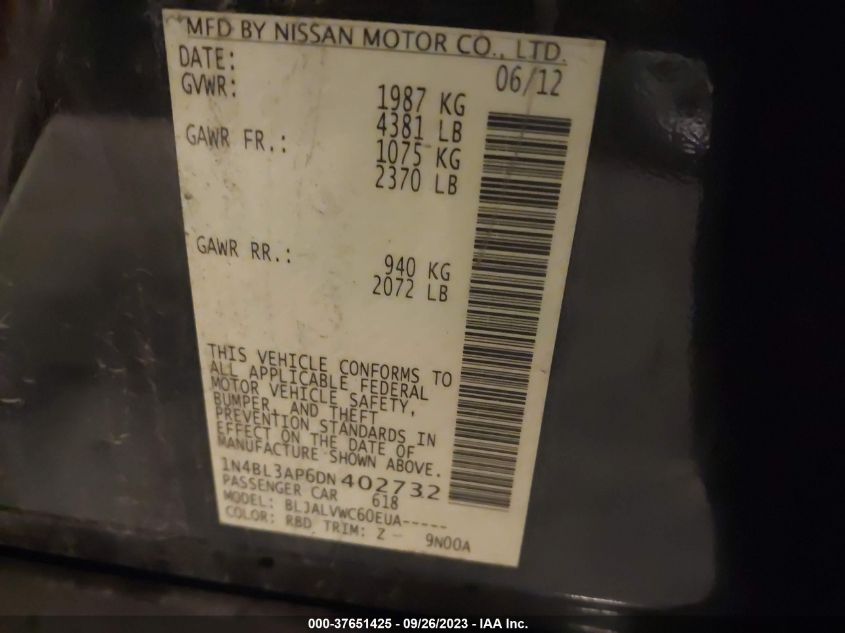 MFD BY NISSAN MOTOR CO., LTD.
DATE: 06/12
GVWR: 1987 KG
4381 LB
GAWR FR.: 1075 KG
2370 LB
GAWR RR.: 940 KG
2072 LB
THIS VEHICLE CONFORMS TO
ALL APPLICABLE FEDERAL
MOTOR VEHICLE SAFETY,
BUMPER, AND THEFT
PREVENTION STANDARDS IN
EFFECT ON THE DATE OF
MANUFACTURE SHOWN ABOVE.
1N4BL3AP6DN402732
PASSENGER CAR 618
MODEL: BLJALVWC60EUA-----
COLOR: RBD TRIM: Z - 9N00A
000-37651425 - 09/26/2023 - IAA Inc.